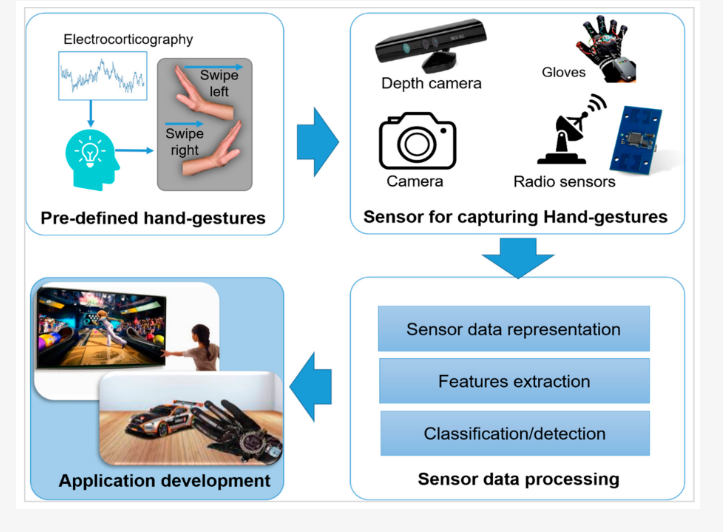 Electrocorticography
Swipe
left
Swipe
right
Pre-defined hand-gestures
Depth camera
Gloves
Camera
Radio sensors
Sensor for capturing Hand-gestures
Sensor data representation
Features extraction
Classification/detection
Sensor data processing
Application development